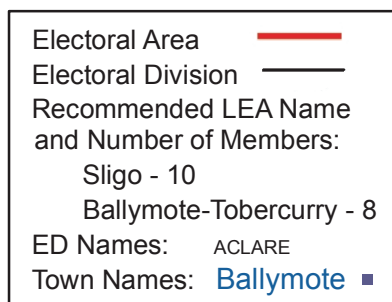 Electoral Area
Electoral Division
Recommended LEA Name
and Number of Members:
Sligo - 10
Ballymote-Tobercurry - 8
ED Names: ACLARE
Town Names: Ballymote